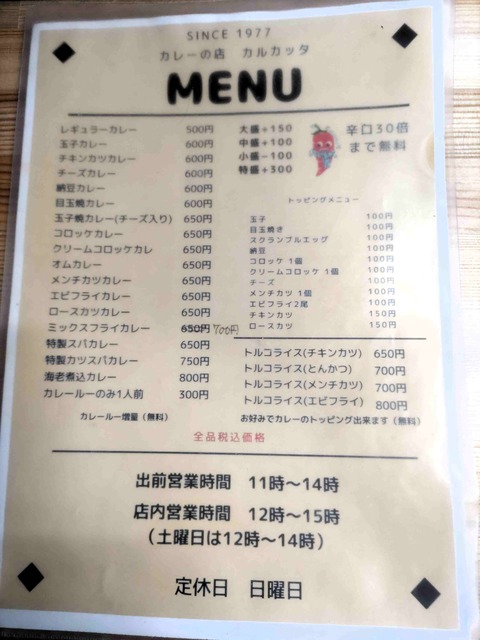 SINCE 1977
カレーの店 カルカッタ
MENU
レギュラーカレー 500円
玉子カレー 600円
チキンカツカレー 600円
チーズカレー 600円
納豆カレー 600円
目玉焼カレー 600円
玉子焼カレー(チーズ入り) 650円
コロッケカレー 650円
クリームコロッケカレ 650円
オムカレー 650円
メンチカツカレー 650円
エビフライカレー 650円
ロースカツカレー 650円
ミックスフライカレー 650円 700円
特製スパカレー 650円
特製カツスパカレー 750円
海老煮込カレー 800円
カレールーのみ1人前 300円
カレールー増量（無料）
大盛+150
中盛+100
小盛-100
特盛+300
辛口30倍
まで無料
トッピングメニュー
玉子 100円
目玉焼き 100円
スクランブルエッグ 100円
納豆 100円
コロッケ 1個 100円
クリームコロッケ 1個 100円
チーズ 100円
メンチカツ 1個 100円
エビフライ2尾 100円
チキンカツ 150円
ロースカツ 150円
トルコライス(チキンカツ) 650円
トルコライス(とんかつ) 700円
トルコライス(メンチカツ) 700円
トルコライス(エビフライ) 800円
お好みでカレーのトッピング出来ます（無料）
全品税込価格
出前営業時間 11時〜14時
店内営業時間 12時〜15時
（土曜日は12時〜14時）
定休日 日曜日